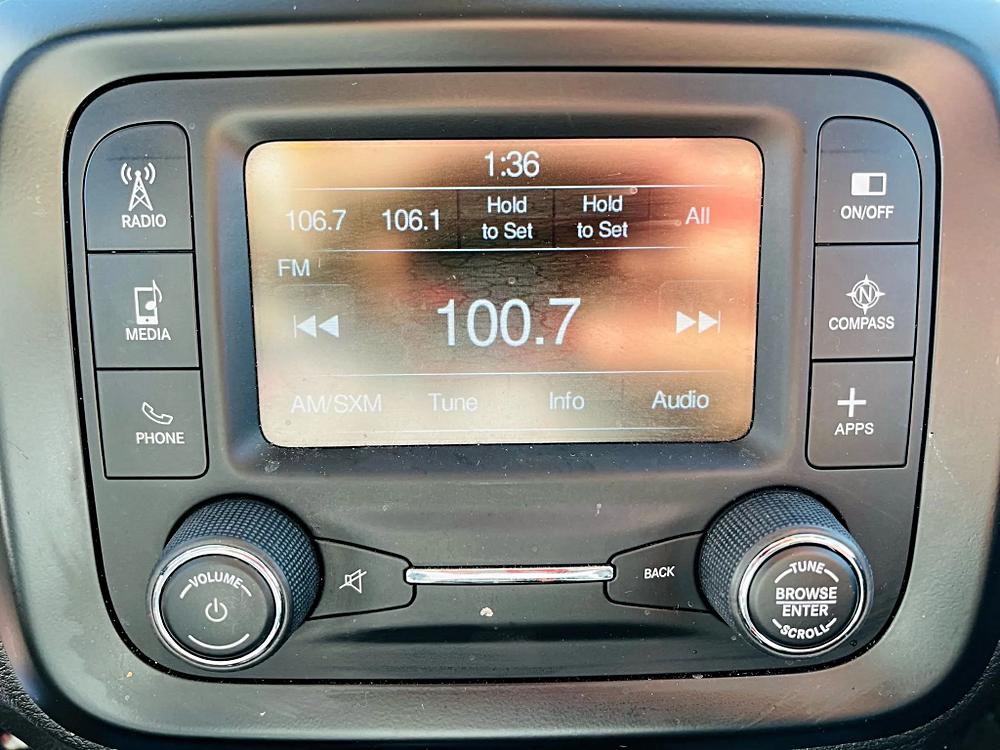 1:36
106.7 106.1 Hold to Set Hold to Set All
FM
100.7
AM/SXM Tune Info Audio
RADIO
MEDIA
PHONE
ON/OFF
N
COMPASS
APPS
VOLUME
BACK
TUNE
BROWSE
ENTER
SCROLL